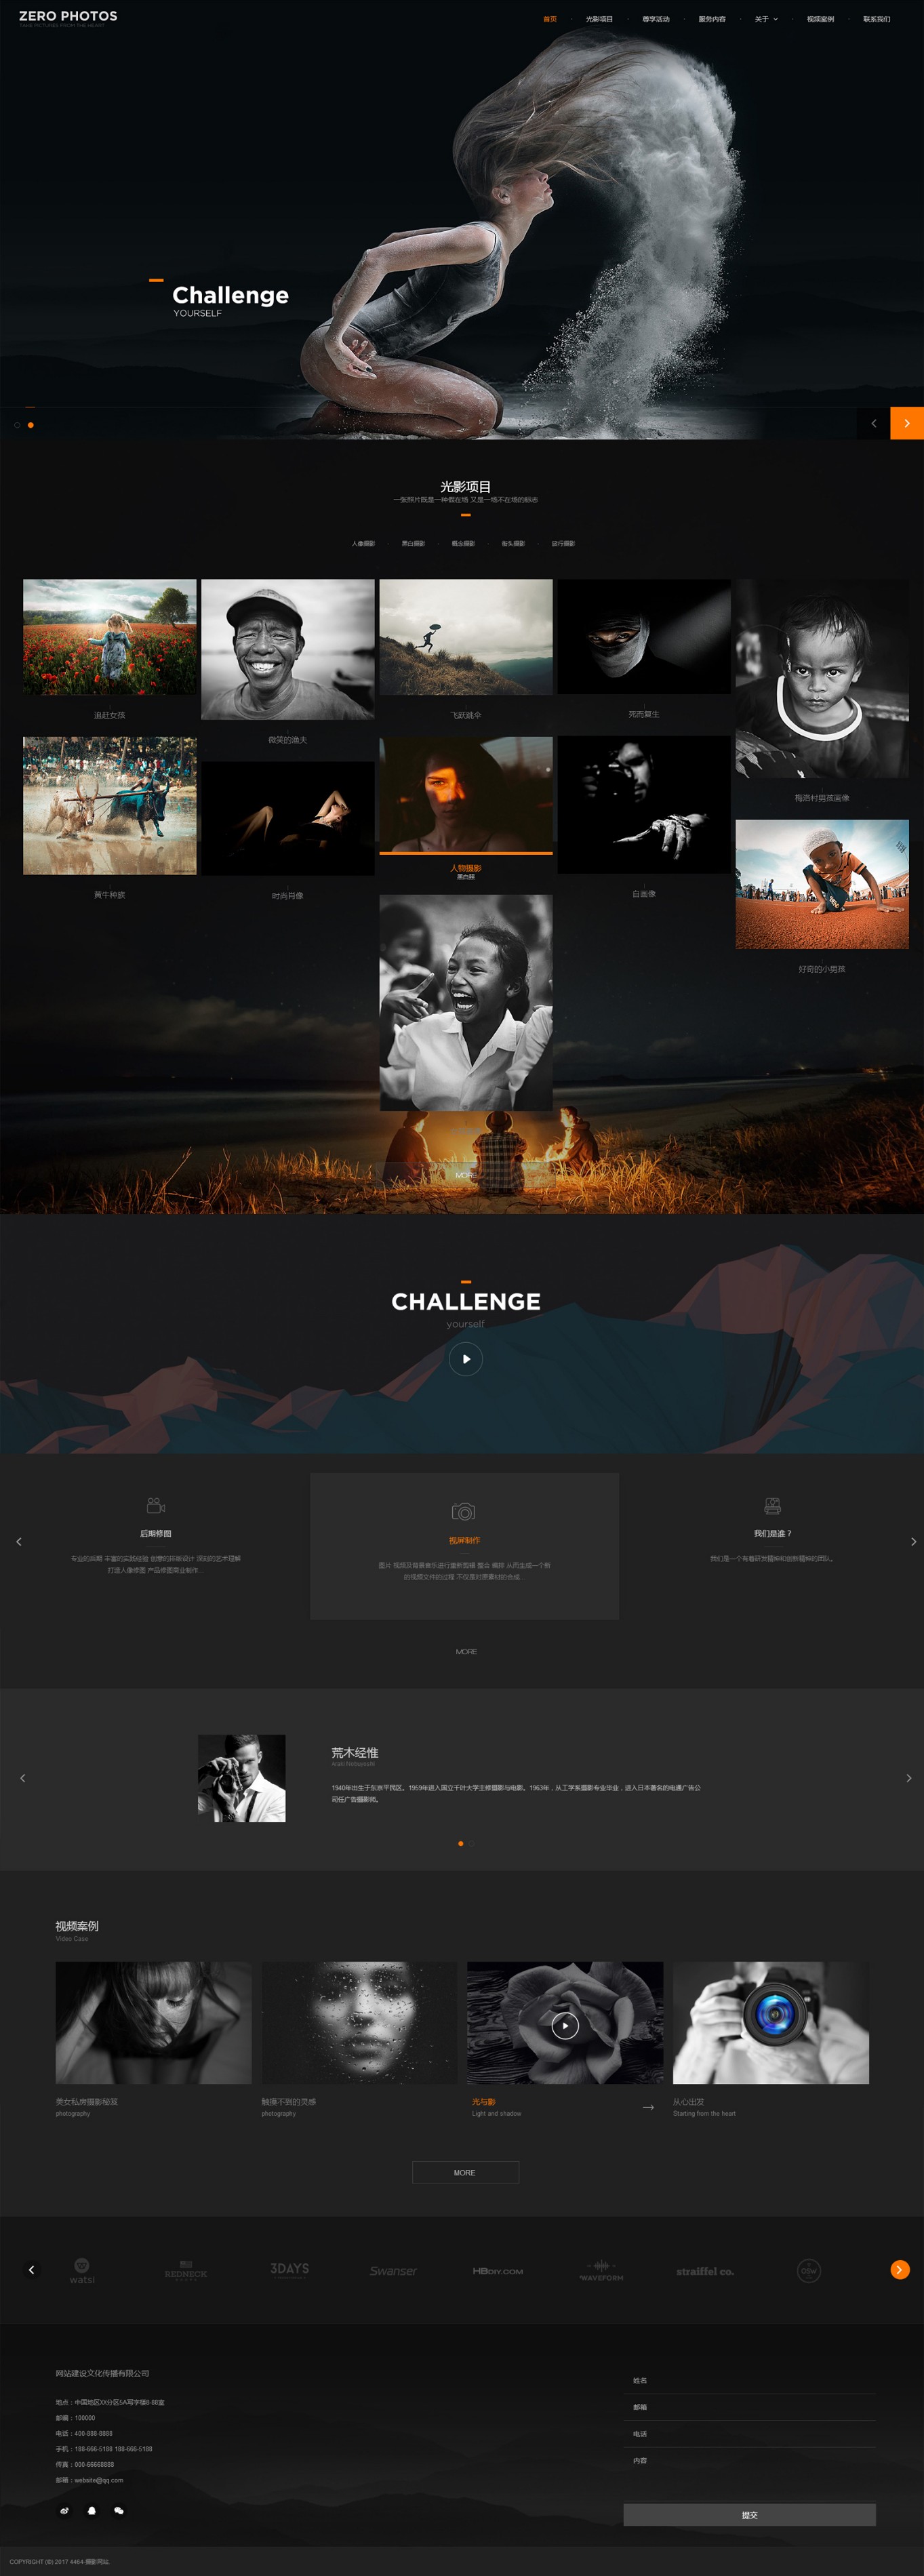 ZERO PHOTOS
TAKE PICTURES FROM THE HEART
首页
光影项目
尊享活动
服务内容
关于
视频案例
联系我们
Challenge
YOURSELF
光影项目
一张照片既是一种假在场 又是一场不在场的标志
人像摄影
黑白摄影
概念摄影
街头摄影
旅行摄影
追赶女孩
微笑的渔夫
飞跃跳伞
死而复生
梅洛村男孩画像
黄牛种族
时尚肖像
人物摄影
黑白照
自画像
好奇的小男孩
MORE
CHALLENGE
yourself
后期修图
专业的后期 丰富的实践经验 创意的排版设计 深刻的艺术理解
打造人像修图 产品修图商业制作...
视屏制作
图片 视频及背景音乐进行重新剪辑 整合 编排 从而生成一个新
的视频文件的过程 不仅是对原素材的合成...
我们是谁？
我们是一个有着研发精神和创新精神的团队。
MORE
荒木经惟
Araki Nobuyoshi
1940年出生于东京平民区。1959年进入国立千叶大学主修摄影与电影。1963年，从工学系摄影专业毕业，进入日本著名的电通广告公
司任广告摄影师。
视频案例
Video Case
美女私房摄影秘笈
photography
触摸不到的灵感
photography
光与影
Light and shadow
从心出发
Starting from the heart
MORE
watsi
REDNECK
3DAYS
Swanser
HBDIY.COM
WAVEFORM
straiffel co.
OSW
网站建设文化传播有限公司
地点：中国地区XX分区5A写字楼8-88室
邮编：100000
电话：400-888-8888
手机：188-666-5188 188-666-5188
传真：000-66668888
邮箱：website@qq.com
姓名
邮箱
电话
内容
提交
COPYRIGHT (©) 2017 4464-摄影网站